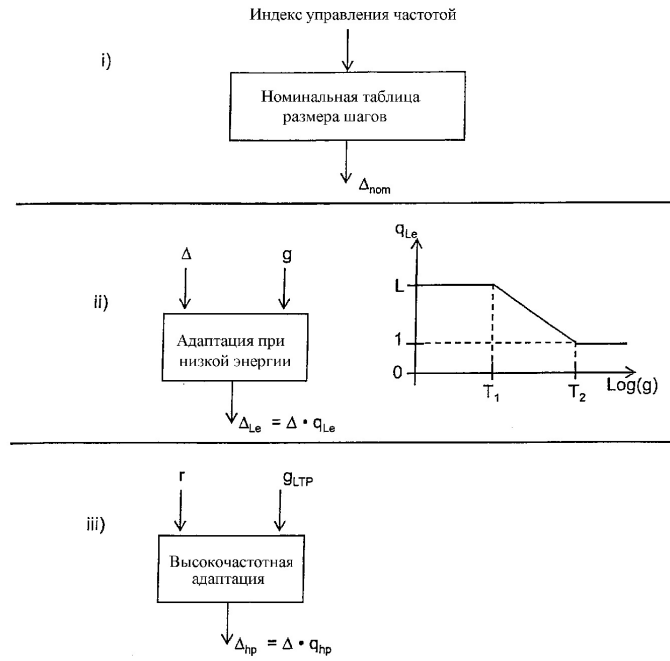 Индекс управления частотой
i)
Номинальная таблица
размера шагов
Δnom
ii)
Δ
g
Адаптация при
низкой энергии
ΔLe = Δ • qLe
qLe
L
1
0
T1
T2
Log(g)
iii)
r
gLTP
Высокочастотная
адаптация
Δhp = Δ • qhp